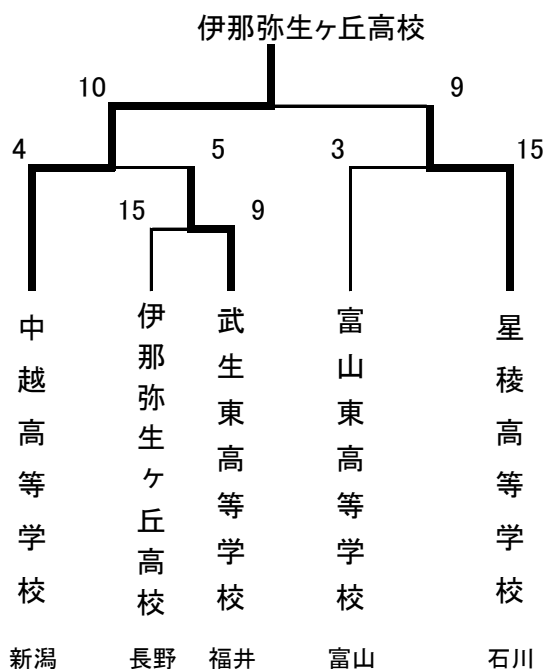 伊那弥生ヶ丘高校
10
9
4
5
3
15
15
9
中越高等学校
伊那弥生ヶ丘高校
武生東高等学校
富山東高等学校
星稜高等学校
新潟
長野
福井
富山
石川